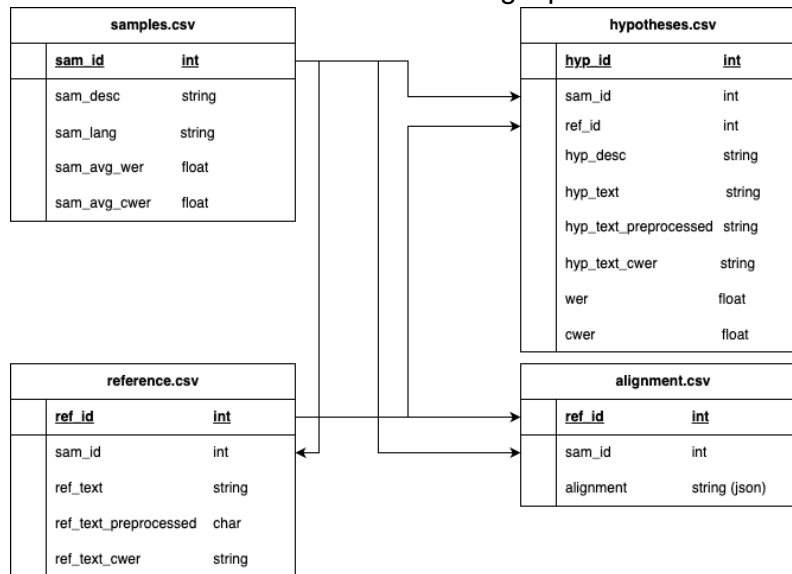 samples.csv
sam_id int
sam_desc string
sam_lang string
sam_avg_wer float
sam_avg_cwer float
hypotheses.csv
hyp_id int
sam_id int
ref_id int
hyp_desc string
hyp_text string
hyp_text_preprocessed string
hyp_text_cwer string
wer float
cwer float
reference.csv
ref_id int
sam_id int
ref_text string
ref_text_preprocessed char
ref_text_cwer string
alignment.csv
ref_id int
sam_id int
alignment string (json)